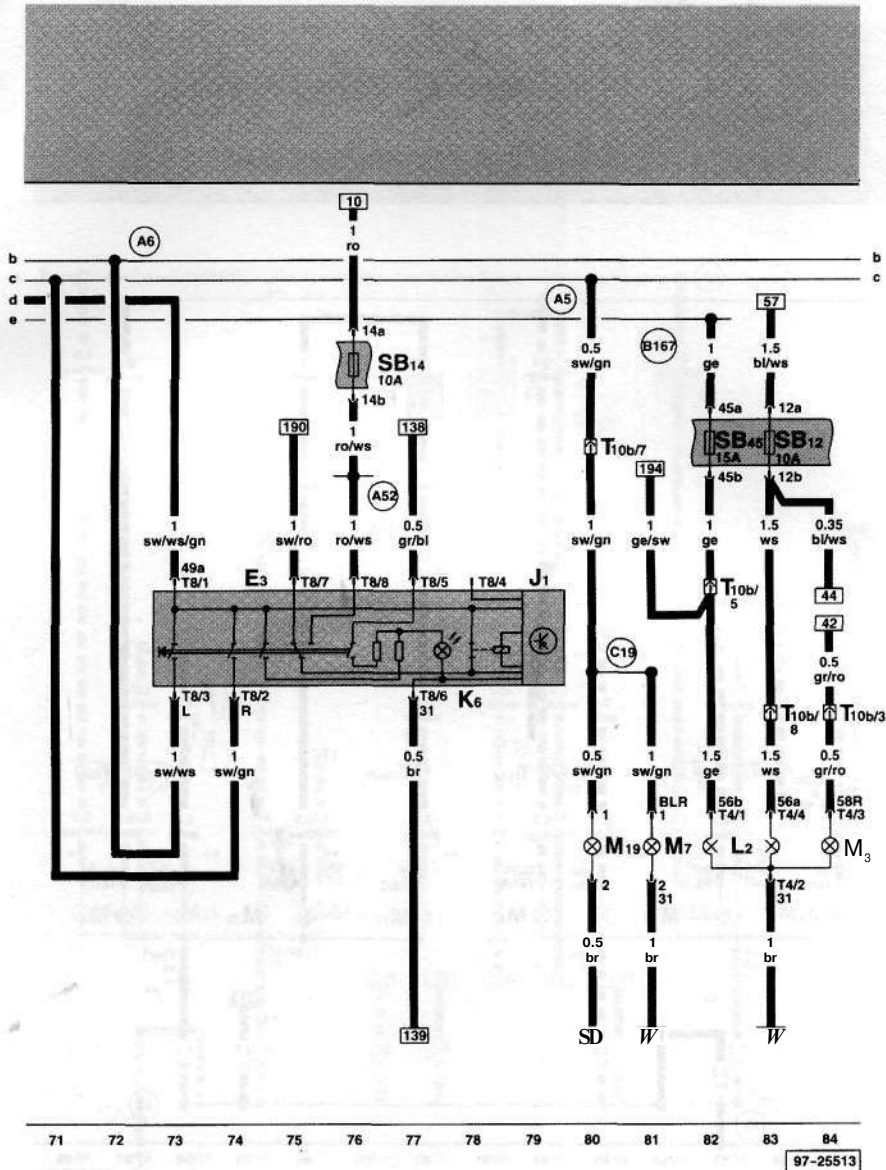 10
1
ro
A6
b
b
c
c
d
e
14a
SB14
10A
14b
1
ro/ws
A52
190
138
A5
57
B167
0.5
sw/gn
1
ge
1.5
bl/ws
45a
12a
SB45
15A
SB12
10A
45b
12b
T10b/7
194
1
sw/ws/gn
1
sw/ro
1
ro/ws
0.5
gr/bl
1
sw/gn
1
ge/sw
1
ge
1.5
ws
0.35
bl/ws
49a
T8/1
E3
T8/7
T8/8
T8/5
T8/4
J1
T10b/
5
44
42
C19
0.5
gr/ro
T8/3
L
T8/2
R
T8/6
31
K6
T10b/
8
T10b/3
1
sw/ws
1
sw/gn
0.5
br
0.5
sw/gn
1
sw/gn
1.5
ge
1.5
ws
0.5
gr/ro
1
BLR
1
56b
T4/1
56a
T4/4
58R
T4/3
M19
M7
L2
M3
2
2
31
T4/2
31
0.5
br
1
br
1
br
139
SD
W
W
71 72 73 74 75 76 77 78 79 80 81 82 83 84
97-25513